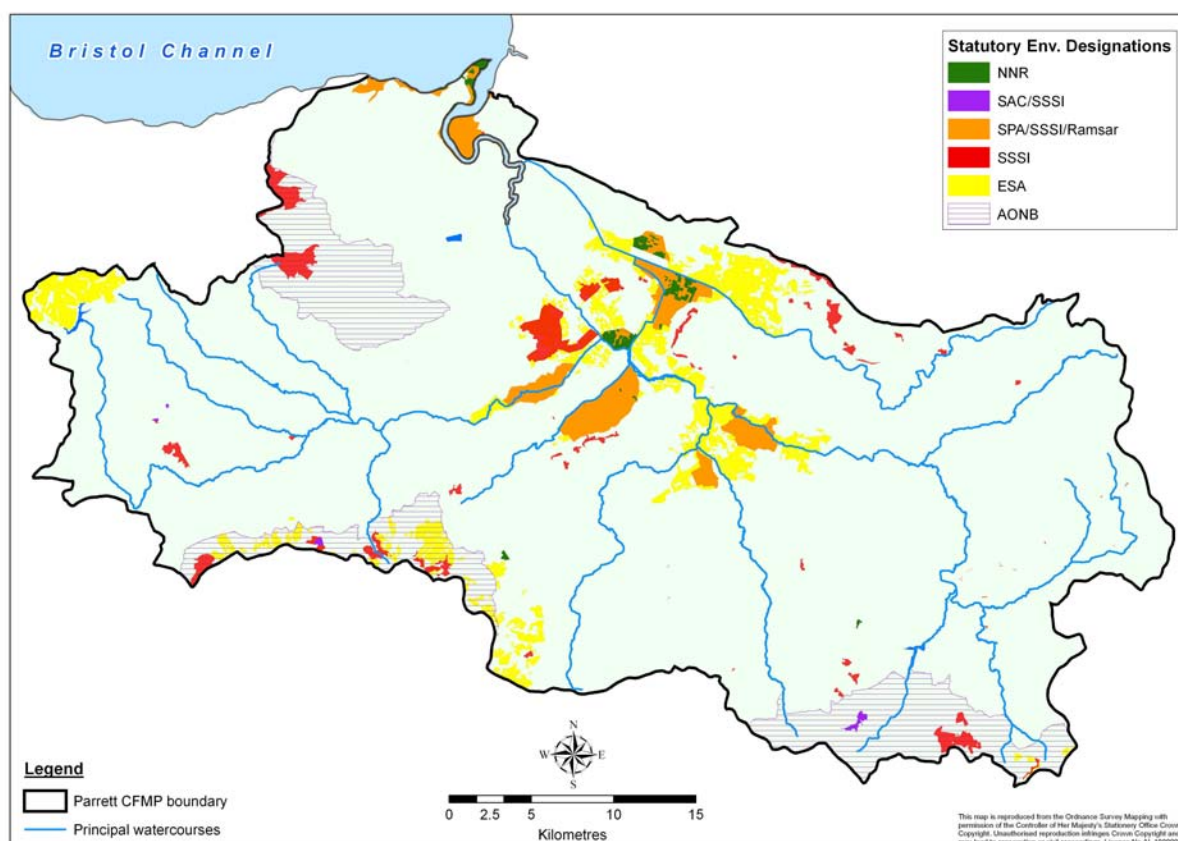 Bristol Channel
Statutory Env. Designations
NNR
SAC/SSSI
SPA/SSSI/Ramsar
SSSI
ESA
AONB
N
W E
S
Legend
Parrett CFMP boundary
Principal watercourses
0 2.5 5 10 15
Kilometres
This map is reproduced from the Ordnance Survey Mapping with
permission of the Controller of Her Majesty's Stationery Office Crown
Copyright. Unauthorised reproduction infringes Crown Copyright and